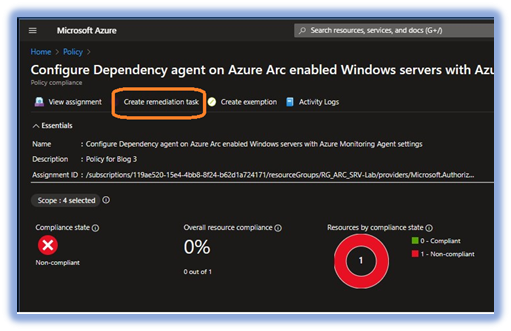 Microsoft Azure
Search resources, services, and docs (G+/)
Home > Policy >
Configure Dependency agent on Azure Arc enabled Windows servers with Azu
Policy compliance
View assignment Create remediation task Create exemption Activity Logs
Essentials
Name : Configure Dependency agent on Azure Arc enabled Windows servers with Azure Monitoring Agent settings
Description : Policy for Blog 3
Assignment ID : /subscriptions/119ae520-15e4-4bb8-8f24-b62d1a724171/resourceGroups/RG_ARC_SRV-Lab/providers/Microsoft.Authoriz...
Scope : 4 selected
Compliance state
Non-compliant
Overall resource compliance
0%
0 out of 1
Resources by compliance state
1
0 - Compliant
1 - Non-compliant